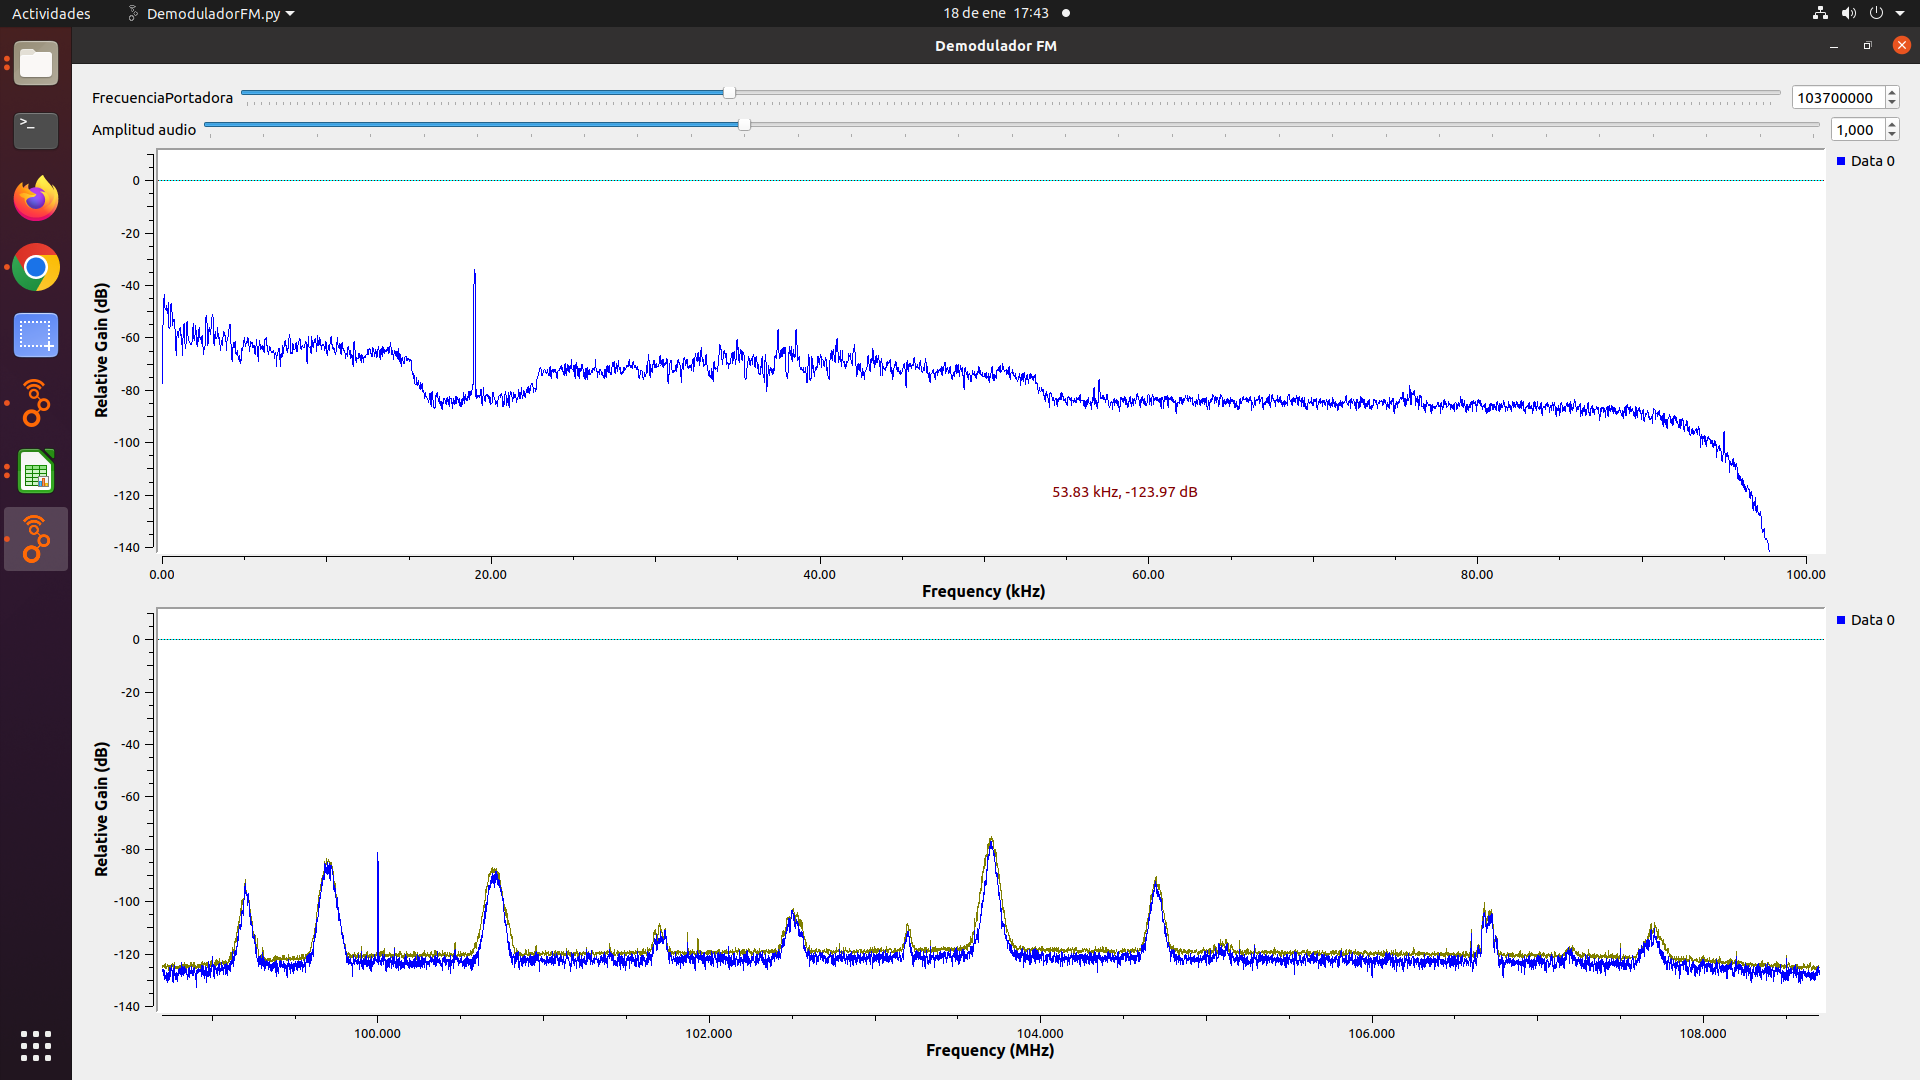 Actividades DemoduladorFM.py 18 de ene 17:43
Demodulador FM
FrecuenciaPortadora 103700000
Amplitud audio 1,000
Data 0
0
-20
-40
-60
-80
-100
-120
-140
Relative Gain (dB)
53.83 kHz, -123.97 dB
0.00 20.00 40.00 60.00 80.00 100.00
Frequency (kHz)
Data 0
0
-20
-40
-60
-80
-100
-120
-140
Relative Gain (dB)
100.000 102.000 104.000 106.000 108.000
Frequency (MHz)